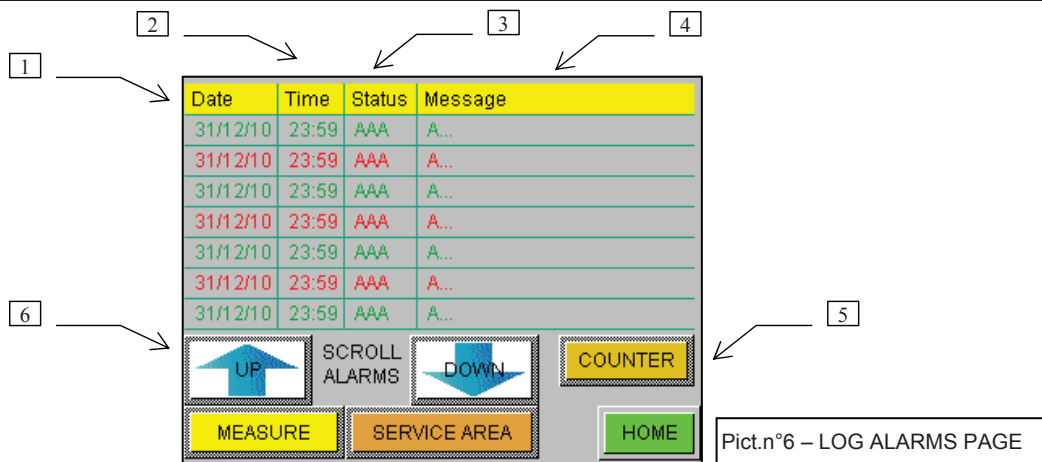 2 3 4
1
Date Time Status Message
31/12/10 23:59 AAA A...
31/12/10 23:59 AAA A...
31/12/10 23:59 AAA A...
31/12/10 23:59 AAA A...
31/12/10 23:59 AAA A...
31/12/10 23:59 AAA A...
31/12/10 23:59 AAA A...
6 5
UP SCROLL ALARMS DOWN COUNTER
MEASURE SERVICE AREA HOME
Pict.n°6 – LOG ALARMS PAGE